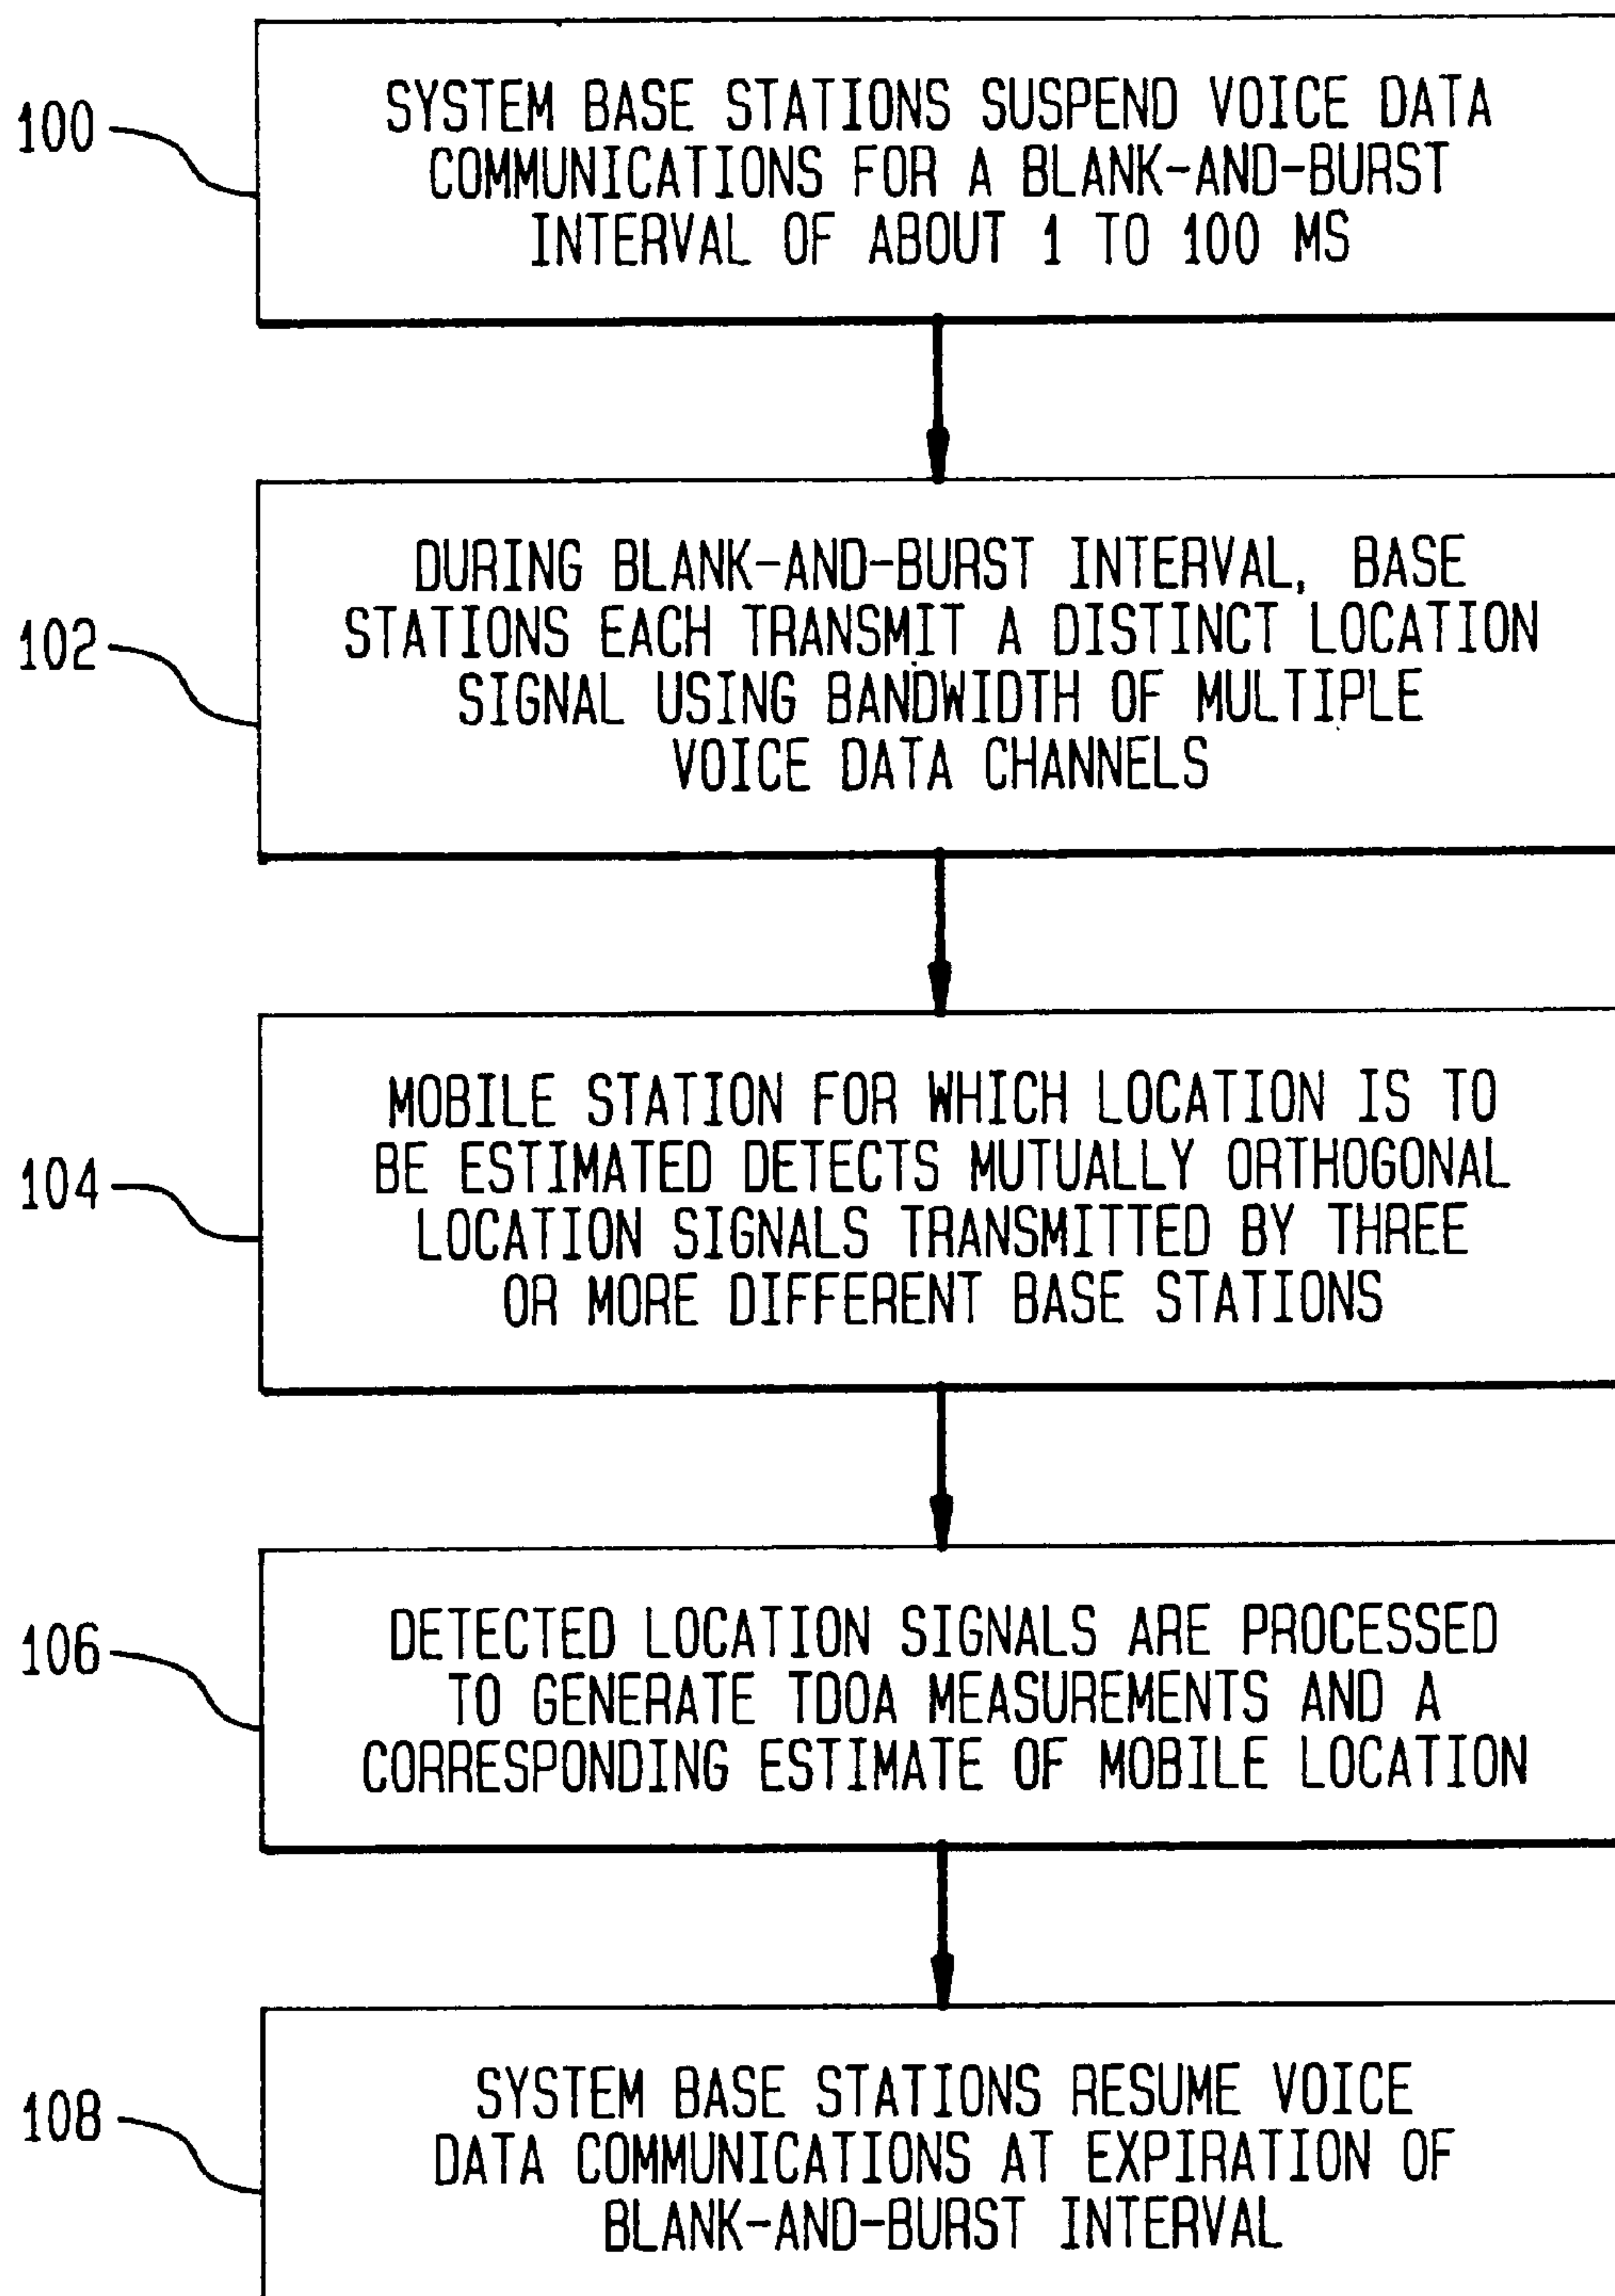 100
SYSTEM BASE STATIONS SUSPEND VOICE DATA
COMMUNICATIONS FOR A BLANK-AND-BURST
INTERVAL OF ABOUT 1 TO 100 MS
102
DURING BLANK-AND-BURST INTERVAL, BASE
STATIONS EACH TRANSMIT A DISTINCT LOCATION
SIGNAL USING BANDWIDTH OF MULTIPLE
VOICE DATA CHANNELS
104
MOBILE STATION FOR WHICH LOCATION IS TO
BE ESTIMATED DETECTS MUTUALLY ORTHOGONAL
LOCATION SIGNALS TRANSMITTED BY THREE
OR MORE DIFFERENT BASE STATIONS
106
DETECTED LOCATION SIGNALS ARE PROCESSED
TO GENERATE TDOA MEASUREMENTS AND A
CORRESPONDING ESTIMATE OF MOBILE LOCATION
108
SYSTEM BASE STATIONS RESUME VOICE
DATA COMMUNICATIONS AT EXPIRATION OF
BLANK-AND-BURST INTERVAL